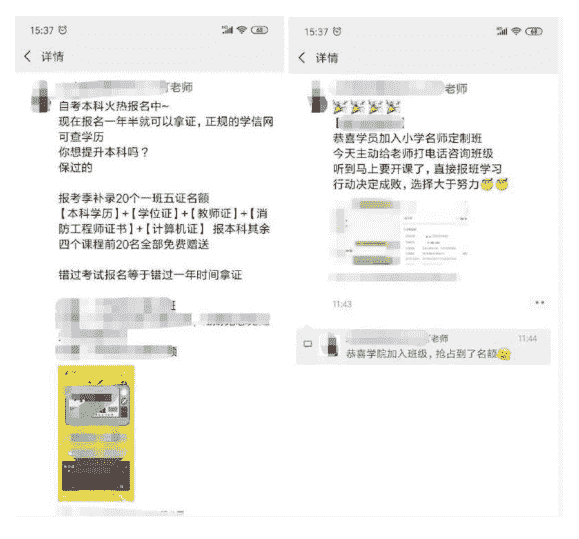 15:37
68
详情
老师
自考本科火热报名中~
现在报名一年半就可以拿证，正规的学信网
可查学历
你想提升本科吗？
保过的
报考季补录20个一班五证名额
【本科学历】+【学位证】+【教师证】+【消
防工程师证书】+【计算机证】 报本科其余
四个课程前20名全部免费赠送
错过考试报名等于错过一年时间拿证
班
15:37
68
详情
老师
恭喜学员加入小学名师定制班
今天主动给老师打电话咨询班级
听到马上要开课了，直接报班学习
行动决定成败，选择大于努力
11:43
老师
11:44
恭喜学院加入班级，抢占到了名额